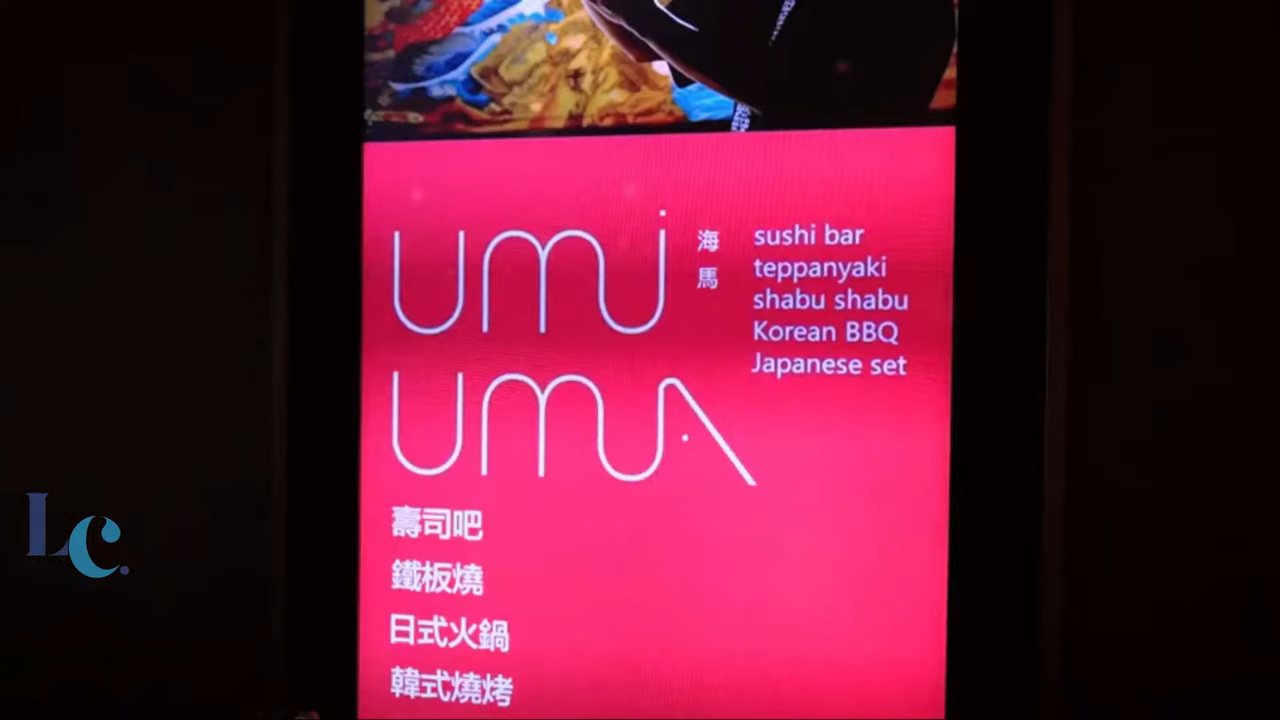 umi
海馬
uma
sushi bar
teppanyaki
shabu shabu
Korean BBQ
Japanese set
壽司吧
鐵板燒
日式火鍋
韓式燒烤
LC.